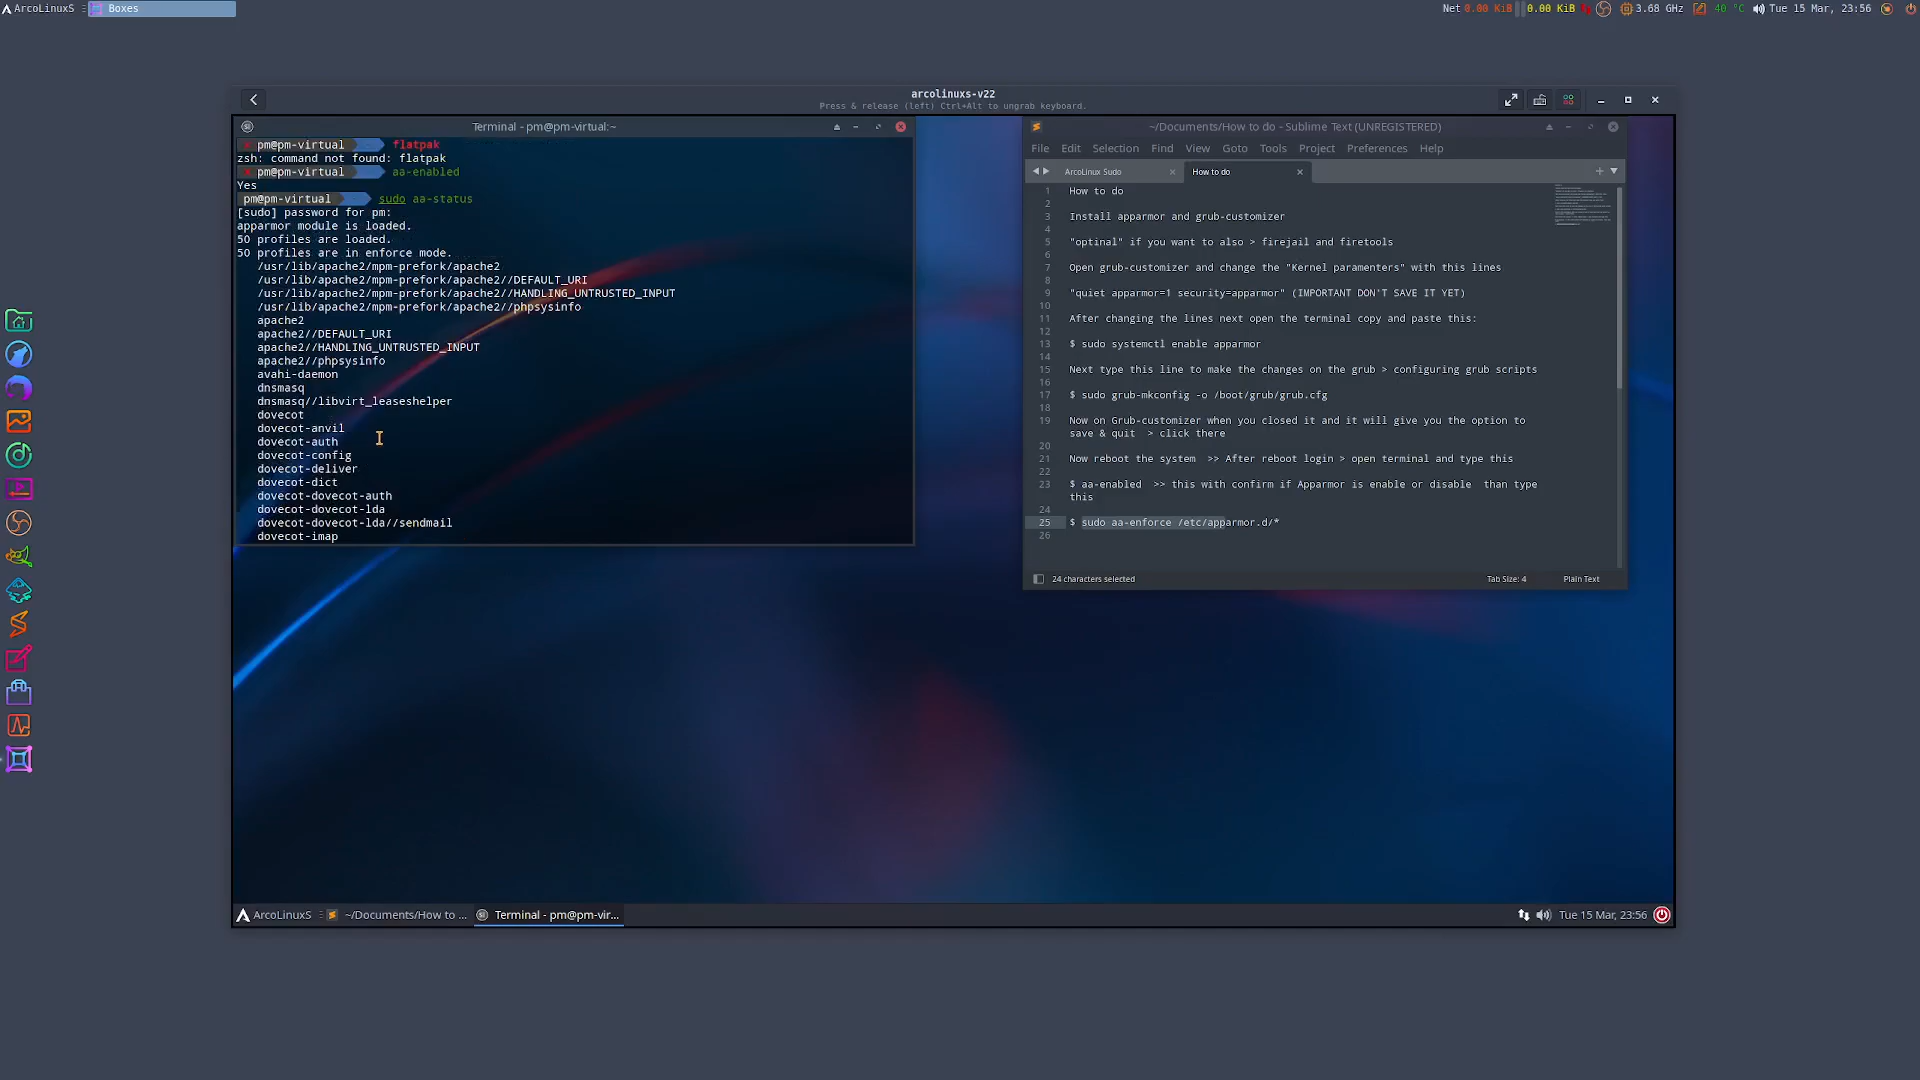 ArcoLinuxS
Boxes
Net 0.00 KiB 0.00 KiB 3.68 GHz 40 °C Tue 15 Mar, 23:56
arcolinuxs-v22
Press & release (left) Ctrl+Alt to ungrab keyboard.
Terminal - pm@pm-virtual:~
pm@pm-virtual flatpak
zsh: command not found: flatpak
pm@pm-virtual aa-enabled
Yes
pm@pm-virtual sudo aa-status
[sudo] password for pm:
apparmor module is loaded.
50 profiles are loaded.
50 profiles are in enforce mode.
/usr/lib/apache2/mpm-prefork/apache2
/usr/lib/apache2/mpm-prefork/apache2//DEFAULT_URI
/usr/lib/apache2/mpm-prefork/apache2//HANDLING_UNTRUSTED_INPUT
/usr/lib/apache2/mpm-prefork/apache2//phpsysinfo
apache2
apache2//DEFAULT_URI
apache2//HANDLING_UNTRUSTED_INPUT
apache2//phpsysinfo
avahi-daemon
dnsmasq
dnsmasq//libvirt_leaseshelper
dovecot
dovecot-anvil
dovecot-auth
dovecot-config
dovecot-deliver
dovecot-dict
dovecot-dovecot-auth
dovecot-dovecot-lda
dovecot-dovecot-lda//sendmail
dovecot-imap
~/Documents/How to do - Sublime Text (UNREGISTERED)
File Edit Selection Find View Goto Tools Project Preferences Help
ArcoLinux Sudo
How to do
1 How to do
2
3 Install apparmor and grub-customizer
4
5 "optinal" if you want to also > firejail and firetools
6
7 Open grub-customizer and change the "Kernel paramenters" with this lines
8
9 "quiet apparmor=1 security=apparmor" (IMPORTANT DON'T SAVE IT YET)
10
11 After changing the lines next open the terminal copy and paste this:
12
13 $ sudo systemctl enable apparmor
14
15 Next type this line to make the changes on the grub > configuring grub scripts
16
17 $ sudo grub-mkconfig -o /boot/grub/grub.cfg
18
19 Now on Grub-customizer when you closed it and it will give you the option to
save & quit > click there
20
21 Now reboot the system >> After reboot login > open terminal and type this
22
23 $ aa-enabled >> this with confirm if Apparmor is enable or disable than type
this
24
25 $ sudo aa-enforce /etc/apparmor.d/*
26
24 characters selected
Tab Size: 4
Plain Text
ArcoLinuxS
~/Documents/How to ...
Terminal - pm@pm-vir...
Tue 15 Mar, 23:56